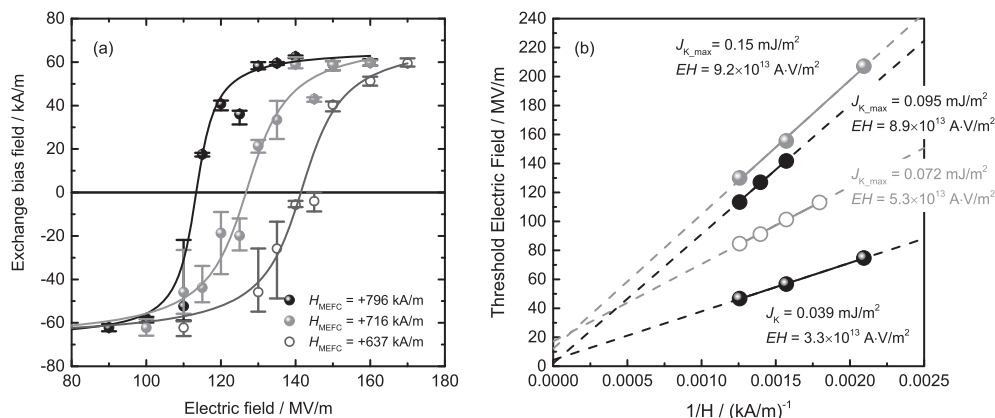 (a)
Exchange bias field / kA/m
80
60
40
20
0
-20
-40
-60
-80
H_MEFC = +796 kA/m
H_MEFC = +716 kA/m
H_MEFC = +637 kA/m
80 100 120 140 160 180
Electric field / MV/m
(b)
Threshold Electric Field / MV/m
240
220
200
180
160
140
120
100
80
60
40
20
0
J_K_max = 0.15 mJ/m²
EH = 9.2×10¹³ A·V/m²
J_K_max = 0.095 mJ/m²
EH = 8.9×10¹³ A·V/m²
J_K_max = 0.072 mJ/m²
EH = 5.3×10¹³ A·V/m²
J_K = 0.039 mJ/m²
EH = 3.3×10¹³ A·V/m²
0.0000 0.0005 0.0010 0.0015 0.0020 0.0025
1/H / (kA/m)⁻¹